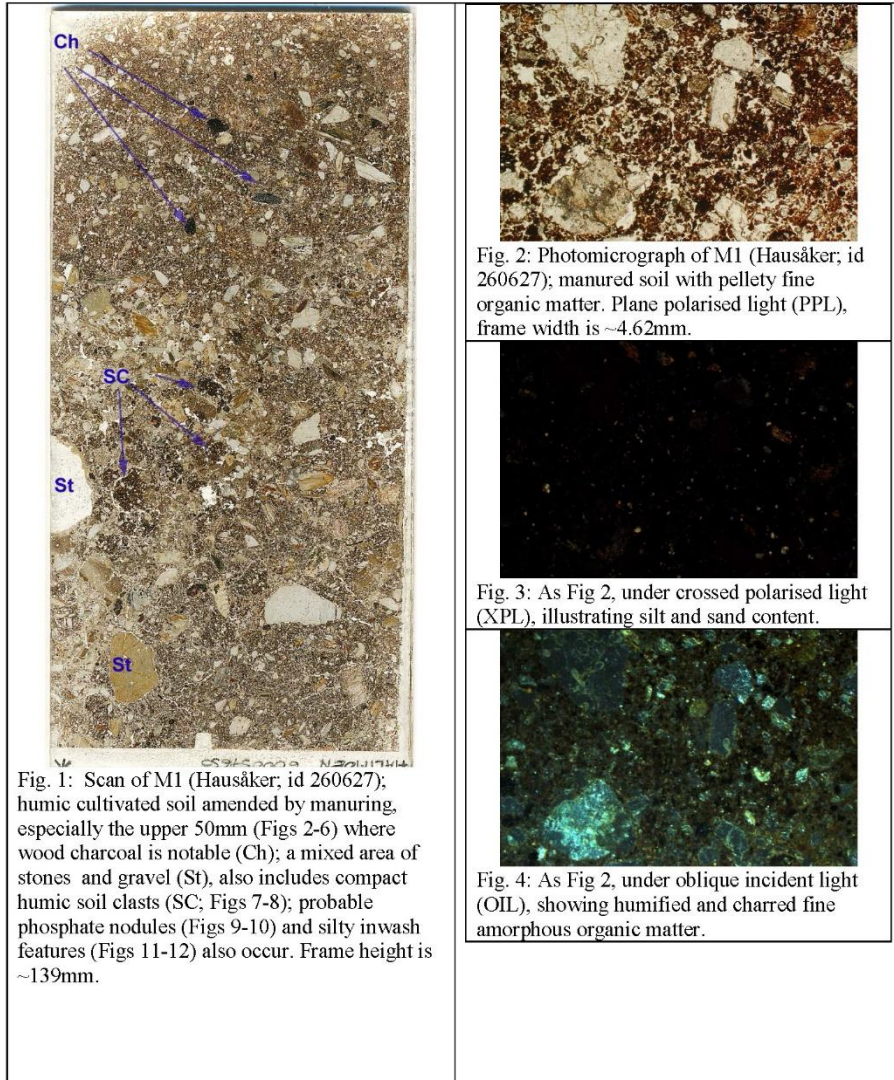 Ch
SC
St
St
Fig. 1: Scan of M1 (Hausåker; id 260627);
humic cultivated soil amended by manuring,
especially the upper 50mm (Figs 2-6) where
wood charcoal is notable (Ch); a mixed area of
stones and gravel (St), also includes compact
humic soil clasts (SC; Figs 7-8); probable
phosphate nodules (Figs 9-10) and silty inwash
features (Figs 11-12) also occur. Frame height is
~139mm.
Fig. 2: Photomicrograph of M1 (Hausåker; id
260627); manured soil with pellety fine
organic matter. Plane polarised light (PPL),
frame width is ~4.62mm.
Fig. 3: As Fig 2, under crossed polarised light
(XPL), illustrating silt and sand content.
Fig. 4: As Fig 2, under oblique incident light
(OIL), showing humified and charred fine
amorphous organic matter.